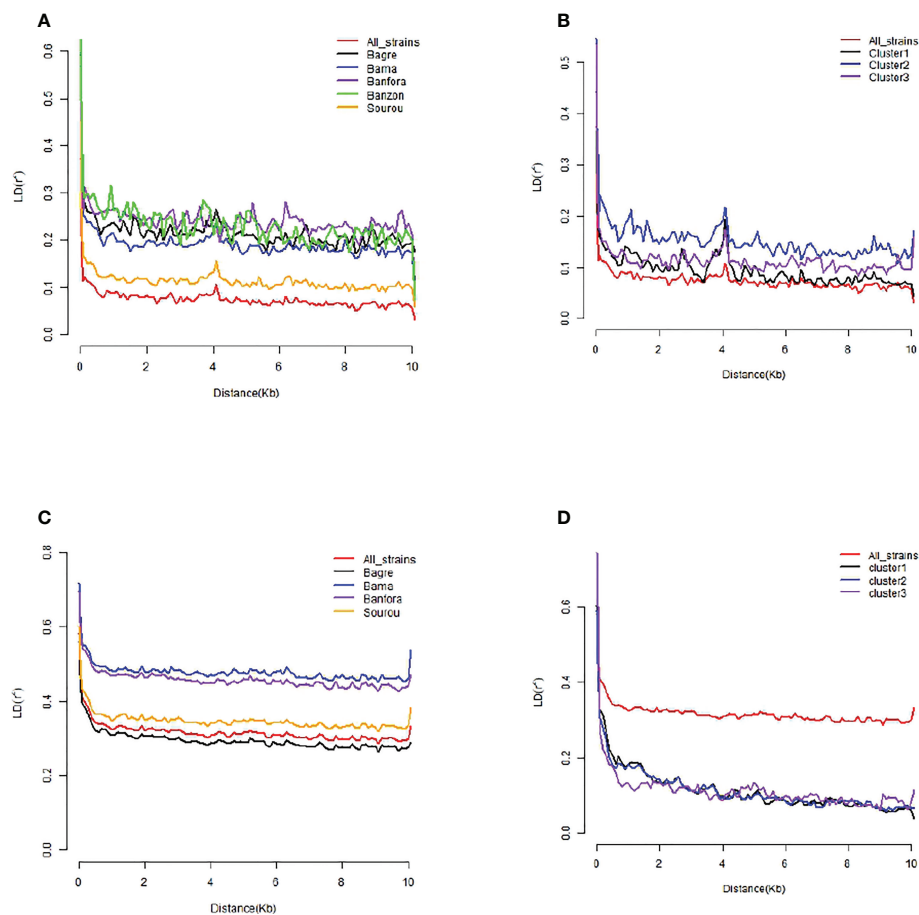 A
All_strains
Bagre
Bama
Banfora
Banzon
Sourou
LD(r²)
0.0
0.1
0.2
0.3
0.4
0.5
0.6
0
2
4
6
8
10
Distance(Kb)
B
All_strains
Cluster1
Cluster2
Cluster3
LD(r²)
0.0
0.1
0.2
0.3
0.4
0.5
0
2
4
6
8
10
Distance(Kb)
C
All_strains
Bagre
Bama
Banfora
Sourou
LD(r²)
0.0
0.2
0.4
0.6
0.8
0
2
4
6
8
10
Distance(Kb)
D
All_strains
cluster1
cluster2
cluster3
LD(r²)
0.0
0.2
0.4
0.6
0
2
4
6
8
10
Distance(Kb)